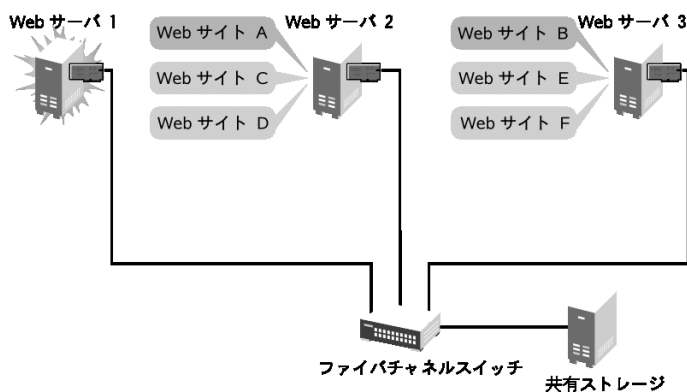 Web サーバ 1
Web サーバ 2
Web サーバ 3
Web サイト A
Web サイト C
Web サイト D
Web サイト B
Web サイト E
Web サイト F
ファイバチャネルスイッチ
共有ストレージ